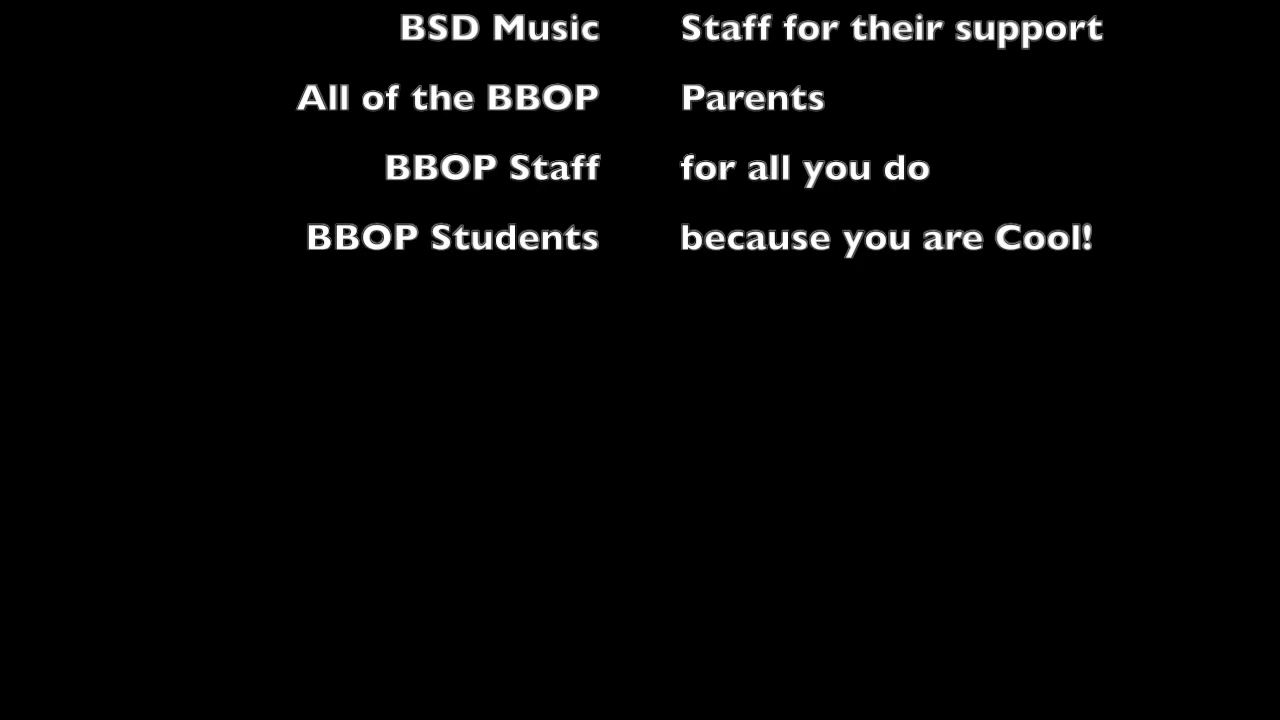 BSD Music Staff for their support
All of the BBOP Parents
BBOP Staff for all you do
BBOP Students because you are Cool!